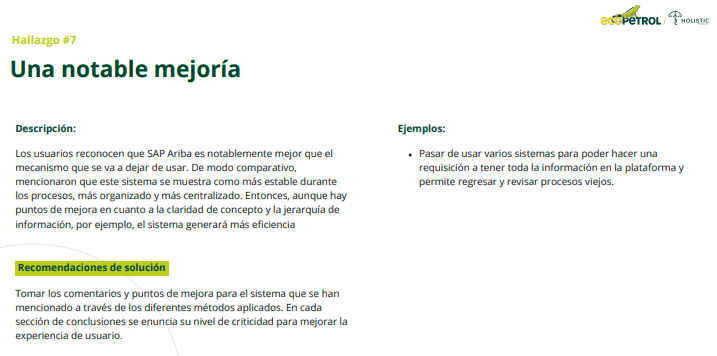 ecopetrol / HOLISTIC
Hallazgo #7
Una notable mejoría
Descripción:
Los usuarios reconocen que SAP Ariba es notablemente mejor que el
mecanismo que se va a dejar de usar. De modo comparativo,
mencionaron que este sistema se muestra como más estable durante
los procesos, más organizado y más centralizado. Entonces, aunque hay
puntos de mejora en cuanto a la claridad de concepto y la jerarquía de
información, por ejemplo, el sistema generará más eficiencia
Recomendaciones de solución
Tomar los comentarios y puntos de mejora para el sistema que se han
mencionado a través de los diferentes métodos aplicados. En cada
sección de conclusiones se enuncia su nivel de criticidad para mejorar la
experiencia de usuario.
Ejemplos:
• Pasar de usar varios sistemas para poder hacer una
requisición a tener toda la información en la plataforma y
permite regresar y revisar procesos viejos.